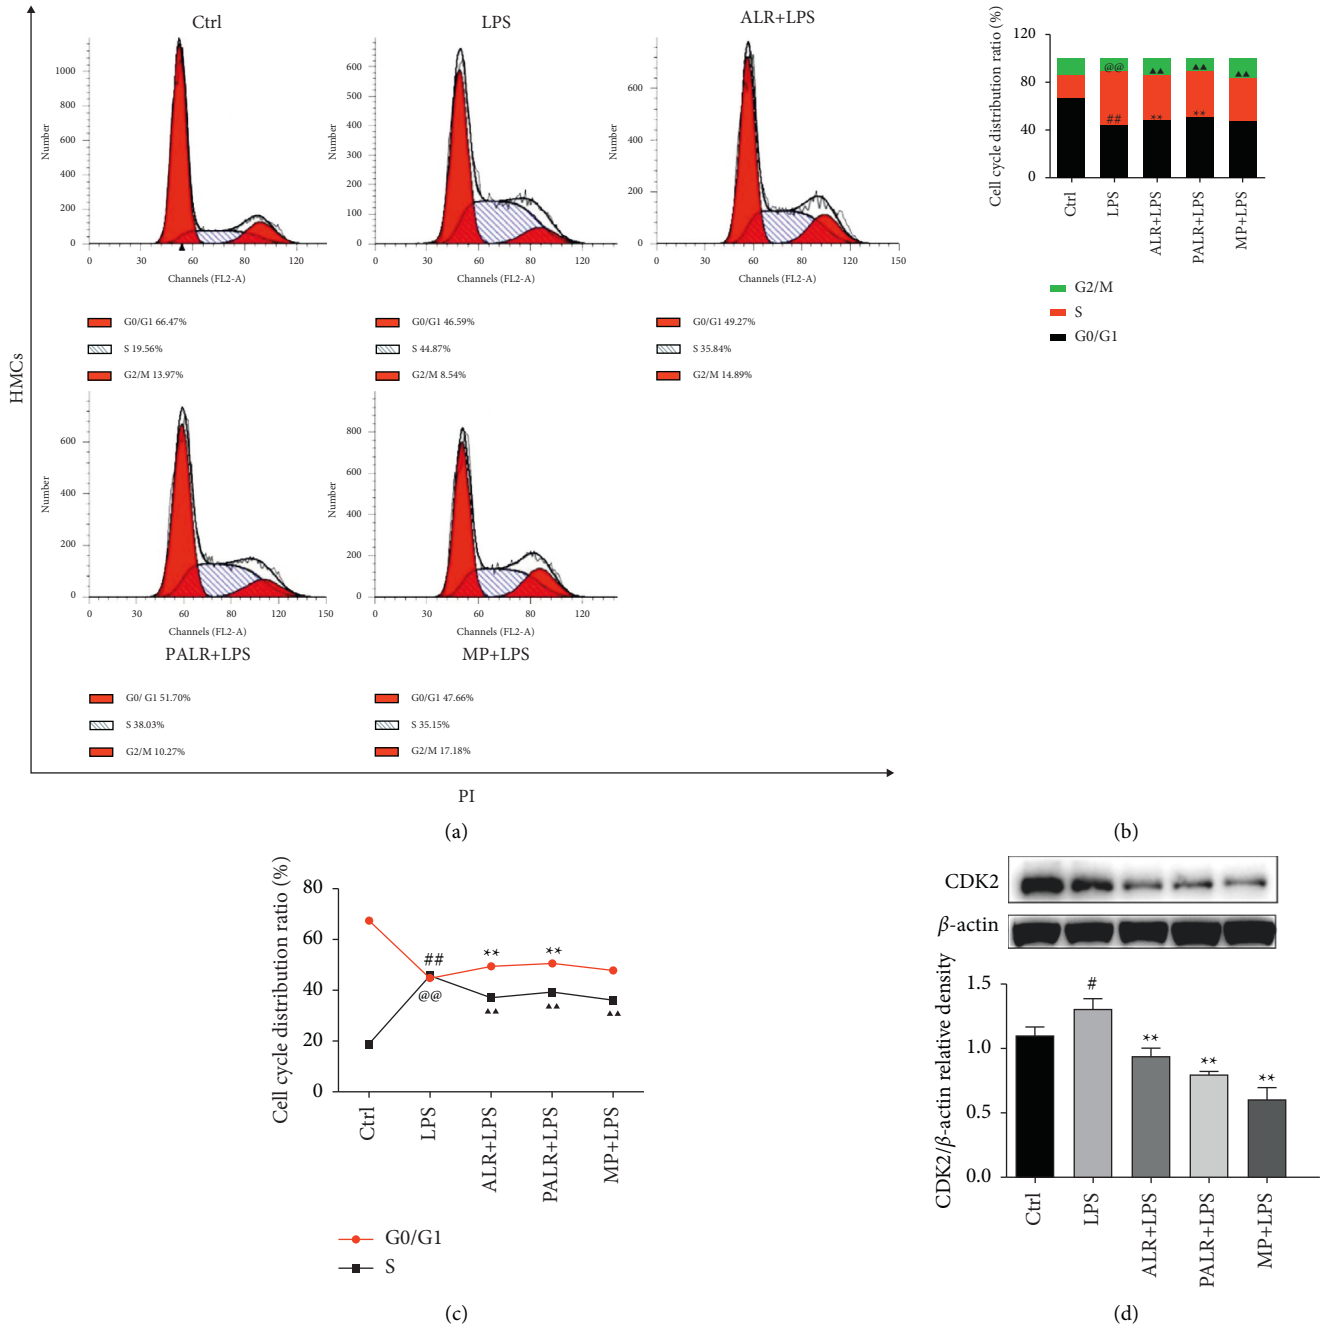 Ctrl
LPS
ALR+LPS
HMCs
Number
1000
800
600
400
200
0
0 30 60 80 120
Channels (FL2-A)
G0/G1 66.47%
S 19.56%
G2/M 13.97%
Number
600
500
400
300
200
100
0
0 30 60 80 120
Channels (FL2-A)
G0/G1 46.59%
S 44.87%
G2/M 8.54%
Number
600
400
200
0
0 30 60 80 120 150
Channels (FL2-A)
G0/G1 49.27%
S 35.84%
G2/M 14.89%
Number
600
400
200
0
0 30 60 80 120 150
Channels (FL2-A)
PALR+LPS
G0/ G1 51.70%
S 38.03%
G2/M 10.27%
Number
800
600
400
200
0
0 30 60 80 120
Channels (FL2-A)
MP+LPS
G0/G1 47.66%
S 35.15%
G2/M 17.18%
PI
(a)
Cell cycle distribution ratio (%)
120
80
40
0
@@
##
▲▲
**
▲▲
**
▲▲
Ctrl
LPS
ALR+LPS
PALR+LPS
MP+LPS
G2/M
S
G0/G1
(b)
Cell cycle distribution ratio (%)
80
60
40
20
0
##
@@
**
▲▲
**
▲▲
▲▲
Ctrl
LPS
ALR+LPS
PALR+LPS
MP+LPS
G0/G1
S
(c)
CDK2
β-actin
CDK2/β-actin relative density
1.5
1.0
0.5
0.0
#
**
**
**
Ctrl
LPS
ALR+LPS
PALR+LPS
MP+LPS
(d)